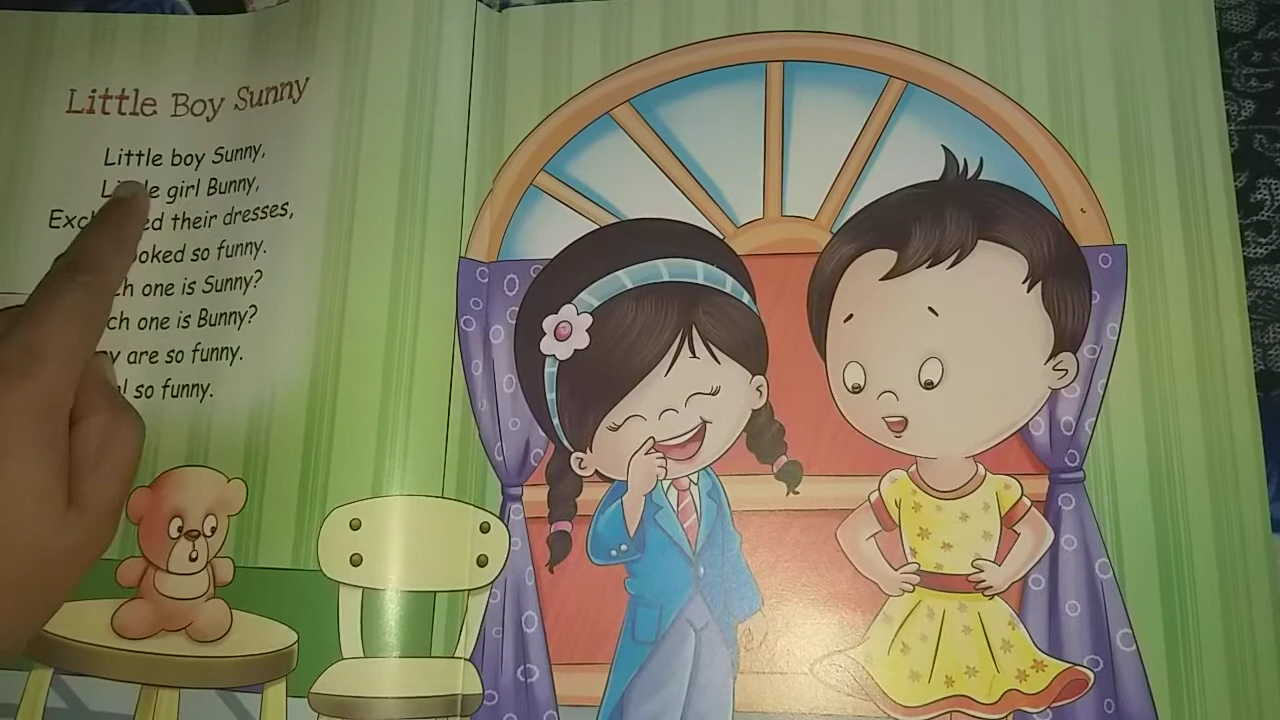 Little Boy Sunny
Little boy Sunny,
girl Bunny,
their dresses,
so funny.
one is Sunny?
one is Bunny?
are so funny.
so funny.